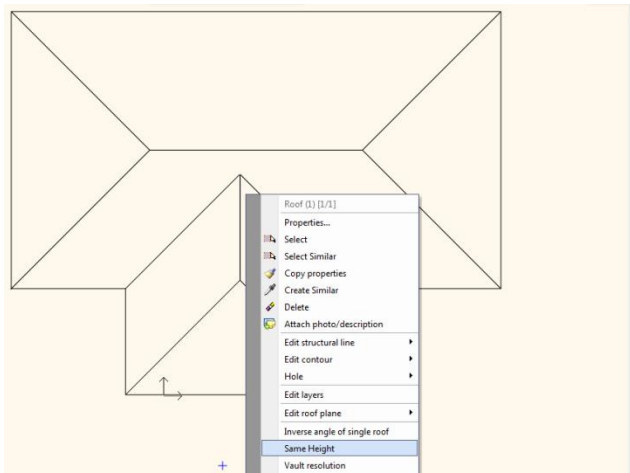 Roof (1) [1/1]
Properties...
Select
Select Similar
Copy properties
Create Similar
Delete
Attach photo/description
Edit structural line
Edit contour
Hole
Edit layers
Edit roof plane
Inverse angle of single roof
Same Height
Vault resolution